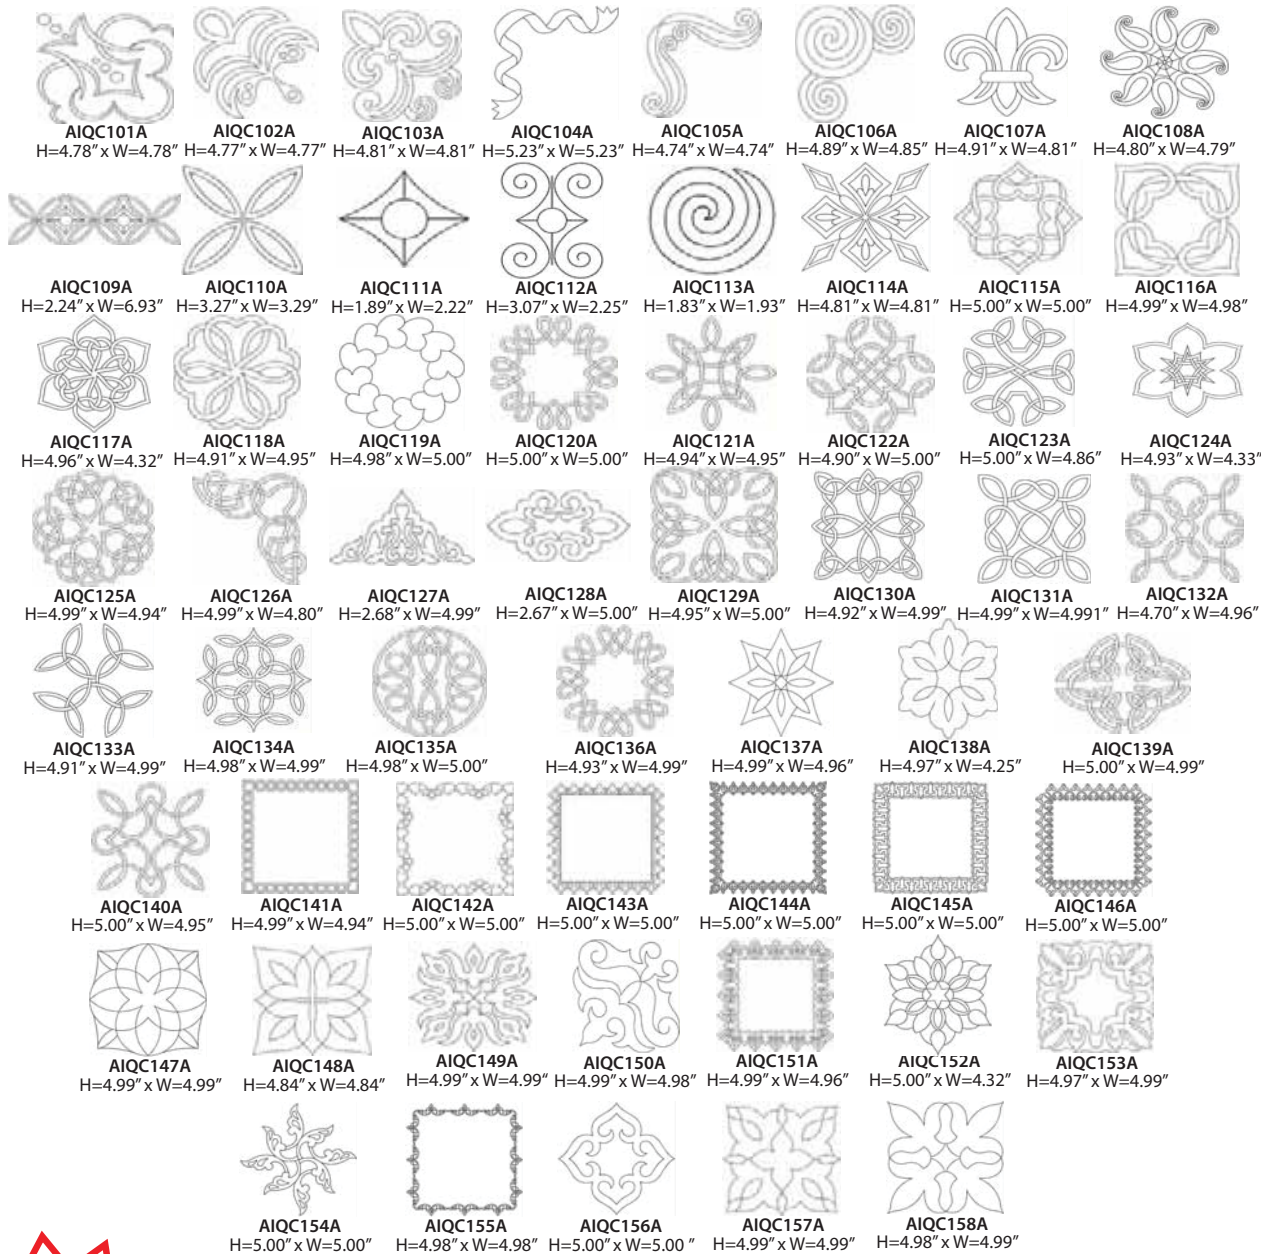 AIQC101A AIQC102A AIQC103A AIQC104A AIQC105A AIQC106A AIQC107A AIQC108A
H=4.78” x W=4.78” H=4.77” x W=4.77” H=4.81” x W=4.81” H=5.23” x W=5.23” H=4.74” x W=4.74” H=4.89” x W=4.85” H=4.91” x W=4.81” H=4.80” x W=4.79”
AIQC109A AIQC110A AIQC111A AIQC112A AIQC113A AIQC114A AIQC115A AIQC116A
H=2.24” x W=6.93” H=3.27” x W=3.29” H=1.89” x W=2.22” H=3.07” x W=2.25” H=1.83” x W=1.93” H=4.81” x W=4.81” H=5.00” x W=5.00” H=4.99” x W=4.98”
AIQC117A AIQC118A AIQC119A AIQC120A AIQC121A AIQC122A AIQC123A AIQC124A
H=4.96” x W=4.32” H=4.91” x W=4.95” H=4.98” x W=5.00” H=5.00” x W=5.00” H=4.94” x W=4.95” H=4.90” x W=5.00” H=5.00” x W=4.86” H=4.93” x W=4.33”
AIQC125A AIQC126A AIQC127A AIQC128A AIQC129A AIQC130A AIQC131A AIQC132A
H=4.99” x W=4.94” H=4.99” x W=4.80” H=2.68” x W=4.99” H=2.67” x W=5.00” H=4.95” x W=5.00” H=4.92” x W=4.99” H=4.99” x W=4.991” H=4.70” x W=4.96”
AIQC133A AIQC134A AIQC135A AIQC136A AIQC137A AIQC138A AIQC139A
H=4.91” x W=4.99” H=4.98” x W=4.99” H=4.98” x W=5.00” H=4.93” x W=4.99” H=4.99” x W=4.96” H=4.97” x W=4.25” H=5.00” x W=4.99”
AIQC140A AIQC141A AIQC142A AIQC143A AIQC144A AIQC145A AIQC146A
H=5.00” x W=4.95” H=4.99” x W=4.94” H=5.00” x W=5.00” H=5.00” x W=5.00” H=5.00” x W=5.00” H=5.00” x W=5.00” H=5.00” x W=5.00”
AIQC147A AIQC148A AIQC149A AIQC150A AIQC151A AIQC152A AIQC153A
H=4.99” x W=4.99” H=4.84” x W=4.84” H=4.99” x W=4.99” H=4.99” x W=4.98” H=4.99” x W=4.96” H=5.00” x W=4.32” H=4.97” x W=4.99”
AIQC154A AIQC155A AIQC156A AIQC157A AIQC158A
H=5.00” x W=5.00” H=4.98” x W=4.98” H=5.00” x W=5.00 ” H=4.99” x W=4.99” H=4.98” x W=4.99”